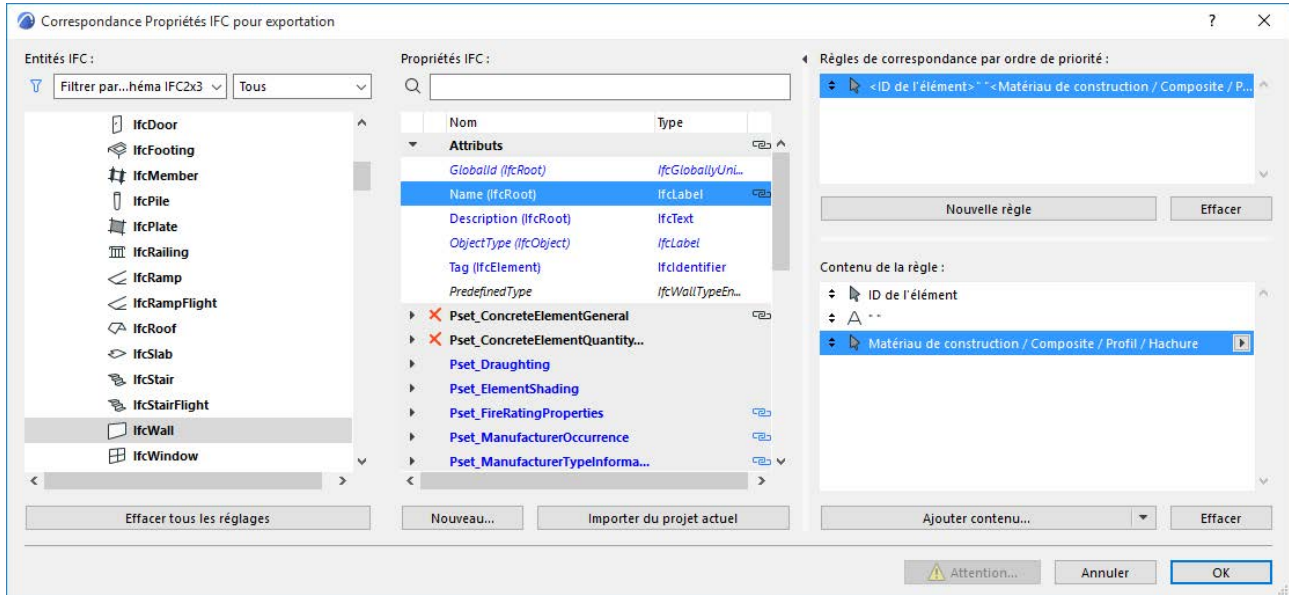 Correspondance Propriétés IFC pour exportation
?
Entités IFC :
Filtrer par...héma IFC2x3
Tous
IfcDoor
IfcFooting
IfcMember
IfcPile
IfcPlate
IfcRailing
IfcRamp
IfcRampFlight
IfcRoof
IfcSlab
IfcStair
IfcStairFlight
IfcWall
IfcWindow
Effacer tous les réglages
Propriétés IFC :
Nom Type
Attributs
GlobalId (IfcRoot) IfcGloballyUni...
Name (IfcRoot) IfcLabel
Description (IfcRoot) IfcText
ObjectType (IfcObject) IfcLabel
Tag (IfcElement) IfcIdentifier
PredefinedType IfcWallTypeEn...
Pset_ConcreteElementGeneral
Pset_ConcreteElementQuantity...
Pset_Draughting
Pset_ElementShading
Pset_FireRatingProperties
Pset_ManufacturerOccurrence
Pset_ManufacturerTypeInforma...
Nouveau...
Importer du projet actuel
Règles de correspondance par ordre de priorité :
<ID de l'élément>" "<Matériau de construction / Composite / P...
Nouvelle règle
Effacer
Contenu de la règle :
ID de l'élément
A " "
Matériau de construction / Composite / Profil / Hachure
Ajouter contenu...
Effacer
Attention...
Annuler
OK